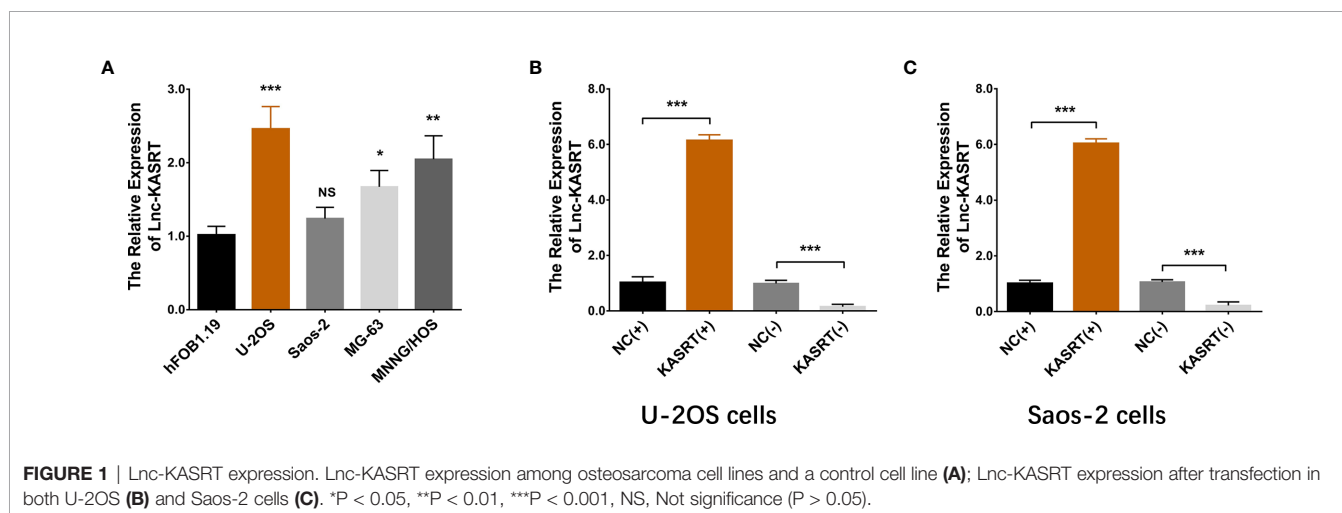 A
The Relative Expression
of Lnc-KASRT
3.0
2.0
1.0
0.0
***
NS
*
**
hFOB1.19
U-2OS
Saos-2
MG-63
MNNG/HOS
B
The Relative Expression
of Lnc-KASRT
8.0
6.0
4.0
2.0
0.0
***
***
NC(+)
KASRT(+)
NC(-)
KASRT(-)
U-2OS cells
C
The Relative Expression
of Lnc-KASRT
8.0
6.0
4.0
2.0
0.0
***
***
NC(+)
KASRT(+)
NC(-)
KASRT(-)
Saos-2 cells
FIGURE 1 | Lnc-KASRT expression. Lnc-KASRT expression among osteosarcoma cell lines and a control cell line (A); Lnc-KASRT expression after transfection in
both U-2OS (B) and Saos-2 cells (C). *P < 0.05, **P < 0.01, ***P < 0.001, NS, Not significance (P > 0.05).